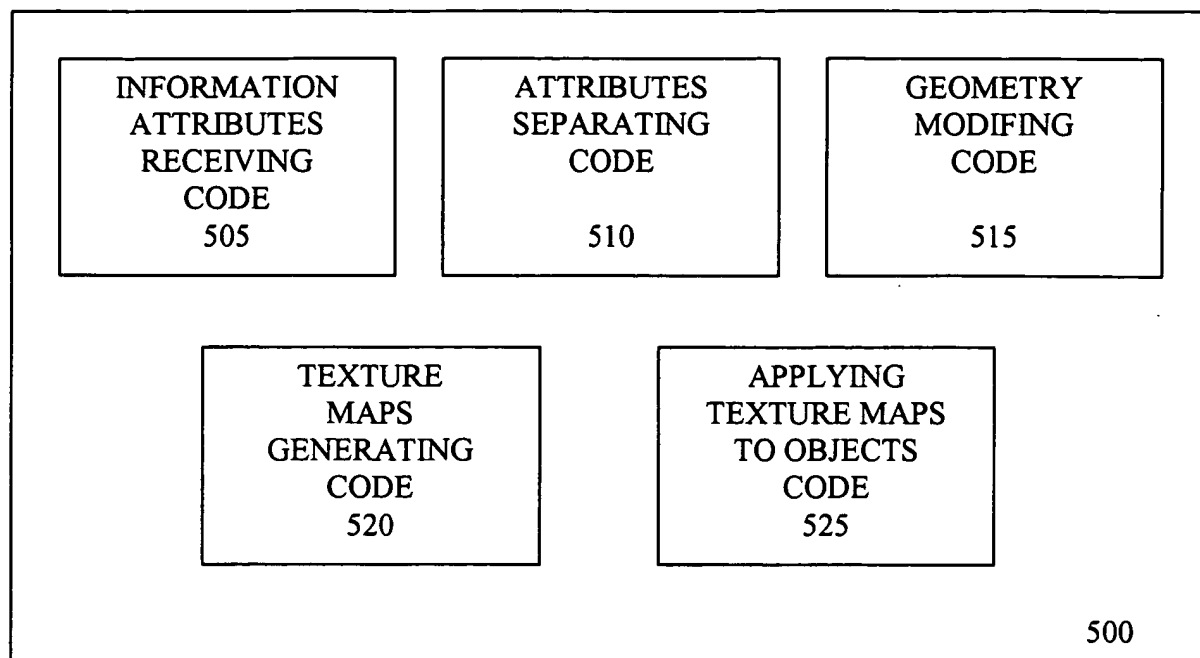 INFORMATION
ATTRIBUTES
RECEIVING
CODE
505
ATTRIBUTES
SEPARATING
CODE
510
GEOMETRY
MODIFING
CODE
515
TEXTURE
MAPS
GENERATING
CODE
520
APPLYING
TEXTURE MAPS
TO OBJECTS
CODE
525
500